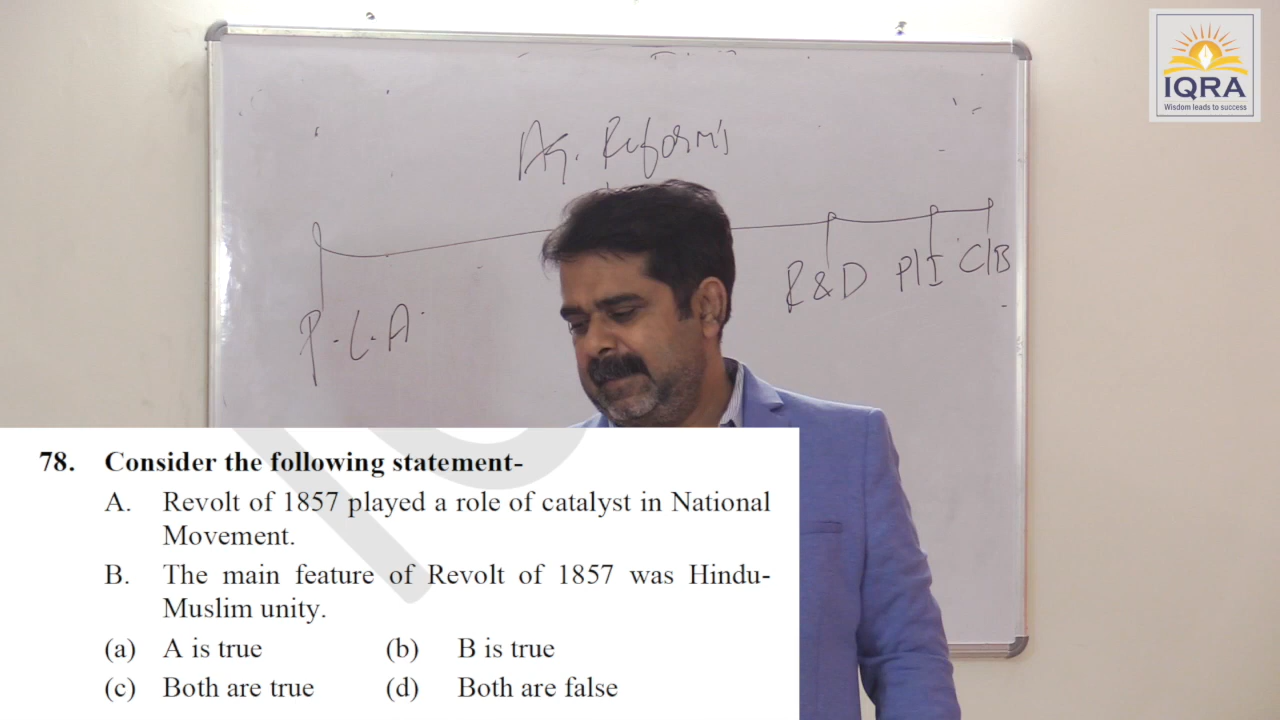 IQRA
Wisdom leads to success
Ag. Reforms
R&D P/I C/B
P.L.A.
78. Consider the following statement-
A. Revolt of 1857 played a role of catalyst in National
Movement.
B. The main feature of Revolt of 1857 was Hindu-
Muslim unity.
(a) A is true (b) B is true
(c) Both are true (d) Both are false